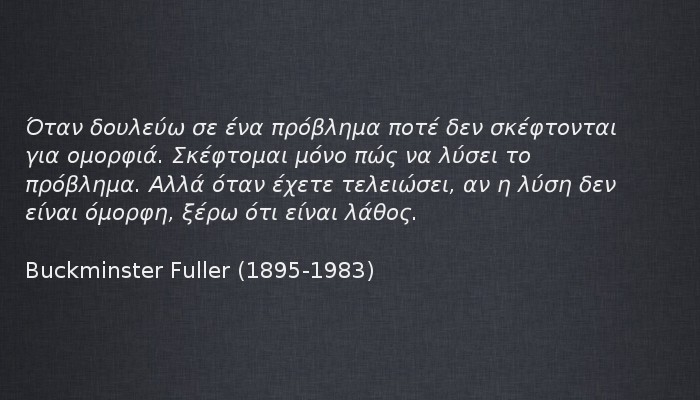 Όταν δουλεύω σε ένα πρόβλημα ποτέ δεν σκέφτονται
για ομορφιά. Σκέφτομαι μόνο πώς να λύσει το
πρόβλημα. Αλλά όταν έχετε τελειώσει, αν η λύση δεν
είναι όμορφη, ξέρω ότι είναι λάθος.
Buckminster Fuller (1895-1983)